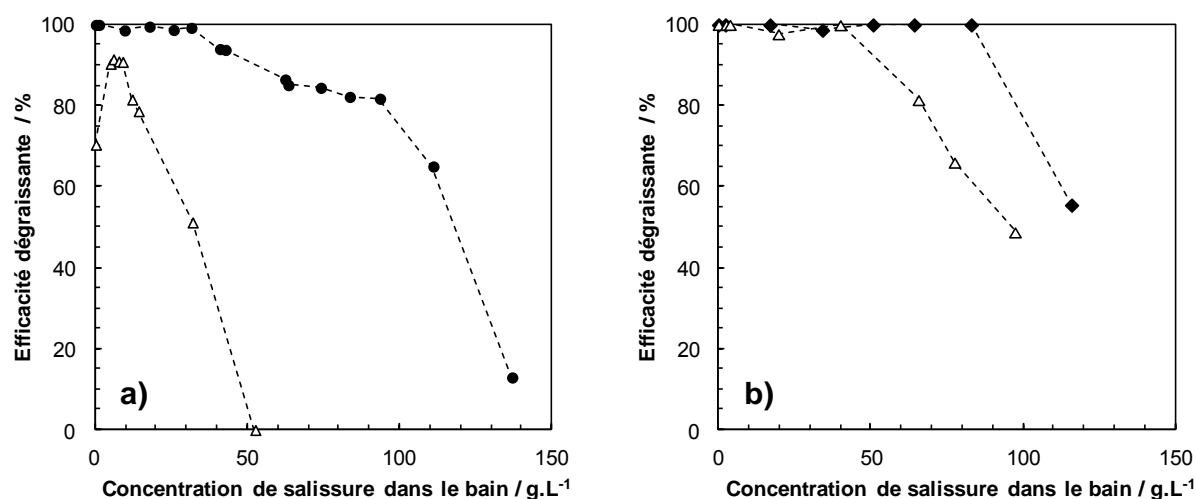 Efficacité dégraissante / %
100
80
60
40
20
0
a)
0 50 100 150
Concentration de salissure dans le bain / g.L-1
Efficacité dégraissante / %
100
80
60
40
20
0
b)
0 50 100 150
Concentration de salissure dans le bain / g.L-1